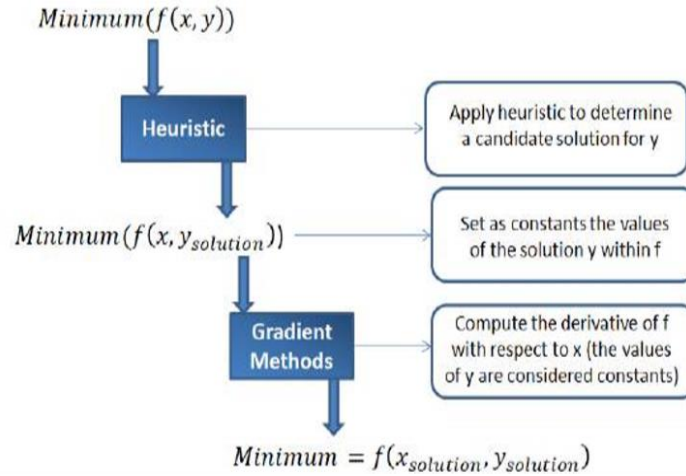 Minimum(f(x, y))
Heuristic
Apply heuristic to determine
a candidate solution for y
Minimum(f(x, y_solution))
Set as constants the values
of the solution y within f
Gradient
Methods
Compute the derivative of f
with respect to x (the values
of y are considered constants)
Minimum = f(x_solution, y_solution)